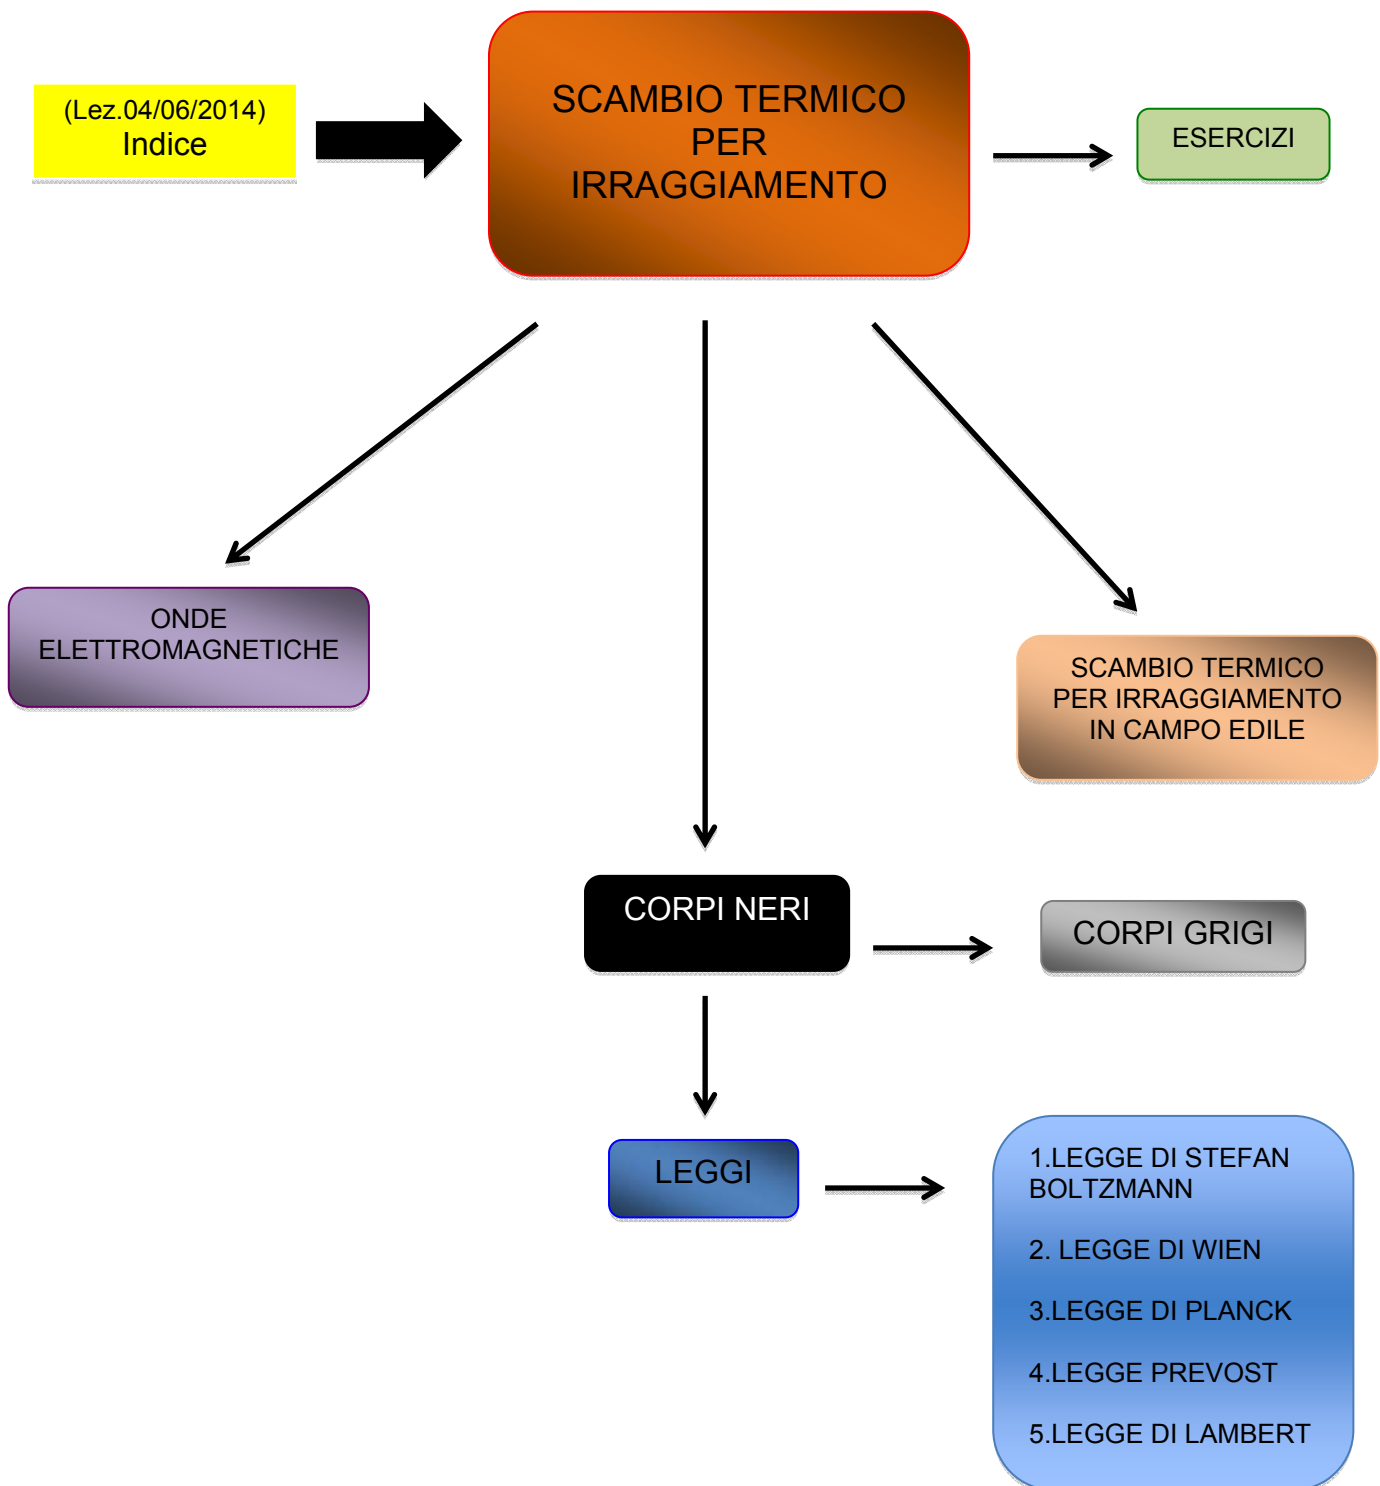 (Lez.04/06/2014)
Indice
SCAMBIO TERMICO
PER
IRRAGGIAMENTO
ESERCIZI
ONDE
ELETTROMAGNETICHE
SCAMBIO TERMICO
PER IRRAGGIAMENTO
IN CAMPO EDILE
CORPI NERI
CORPI GRIGI
LEGGI
1.LEGGE DI STEFAN
BOLTZMANN
2. LEGGE DI WIEN
3.LEGGE DI PLANCK
4.LEGGE PREVOST
5.LEGGE DI LAMBERT